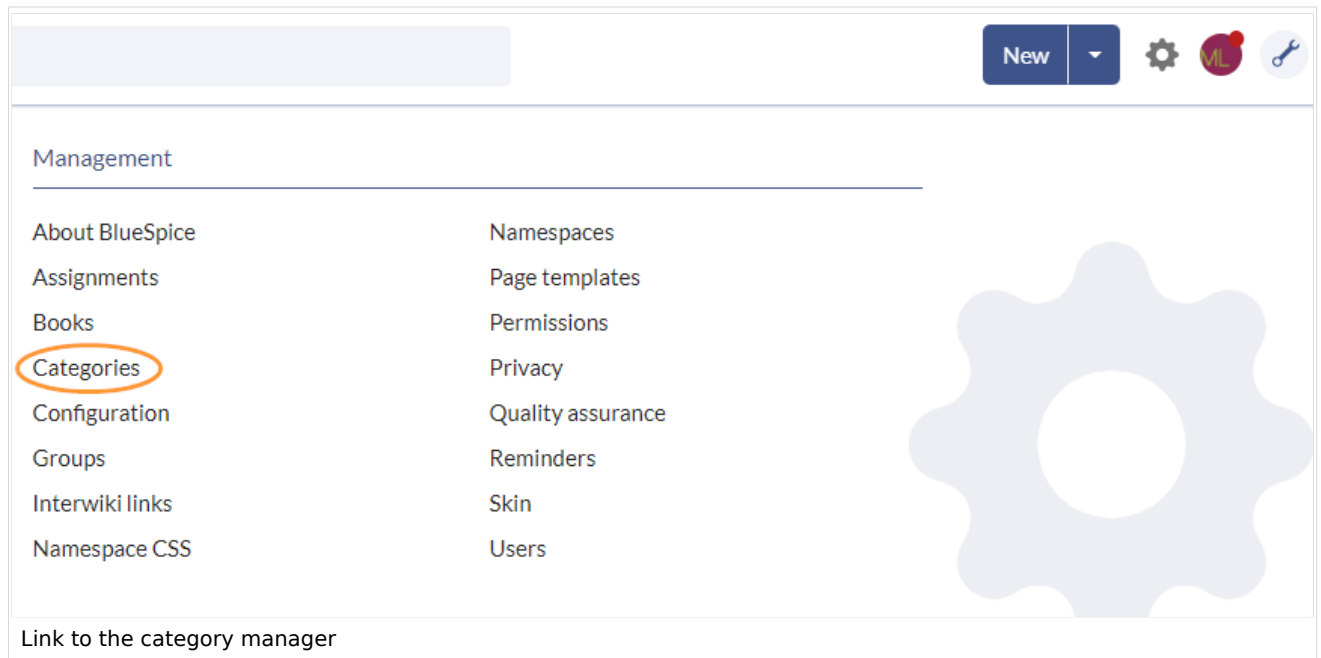 New
ML
Management
About BlueSpice
Assignments
Books
Categories
Configuration
Groups
Interwiki links
Namespace CSS
Namespaces
Page templates
Permissions
Privacy
Quality assurance
Reminders
Skin
Users
Link to the category manager